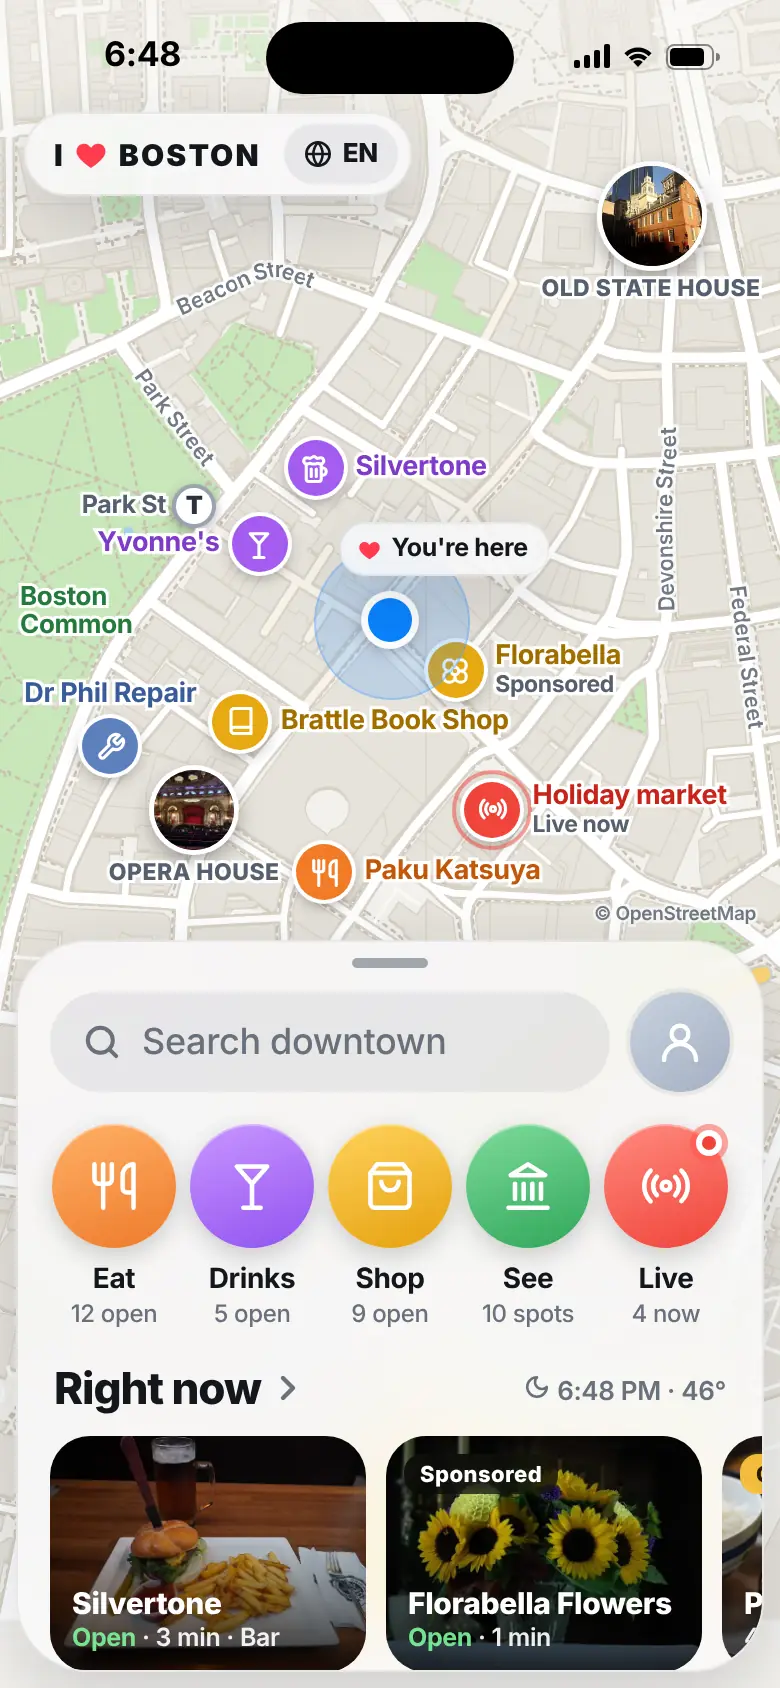 6:48
I ❤ BOSTON
EN
OLD STATE HOUSE
Beacon Street
Park Street
Silvertone
Devonshire Street
Park St
T
Yvonne's
You're here
Boston
Common
Federal Street
Florabella
Sponsored
Dr Phil Repair
Brattle Book Shop
Holiday market
Live now
OPERA HOUSE
Paku Katsuya
© OpenStreetMap
Search downtown
Eat
Drinks
Shop
See
Live
12 open
5 open
9 open
10 spots
4 now
Right now
6:48 PM · 46°
Sponsored
Silvertone
Open · 3 min · Bar
Florabella Flowers
Open · 1 min
P